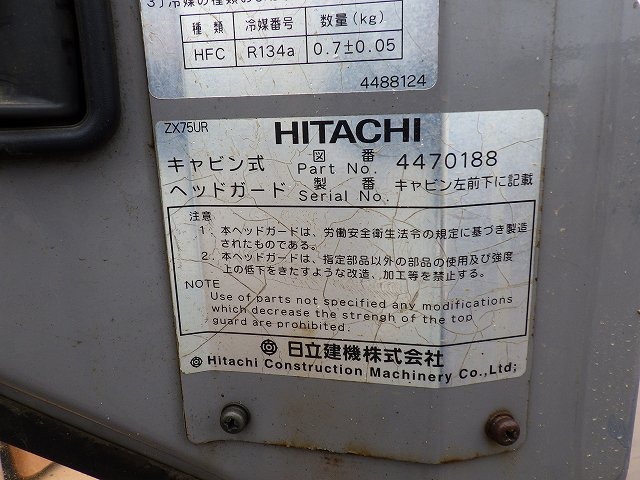 種類 冷媒番号 数量(kg)
HFC R134a 0.7±0.05
4488124
ZX75UR
HITACHI
キャビン式 図番 Part No. 4470188
ヘッドガード 製番 Serial No. キャビン左前下に記載
注意
1. 本ヘッドガードは、労働安全衛生法令の規定に基づき製造
されたものである。
2. 本ヘッドガードは、指定部品以外の部品の使用及び強度
上の低下をきたすような改造、加工等を禁止する。
NOTE
Use of parts not specified any modifications
which decrease the strengh of the top
guard are prohibited.
日立建機株式会社
Hitachi Construction Machinery Co.,Ltd;